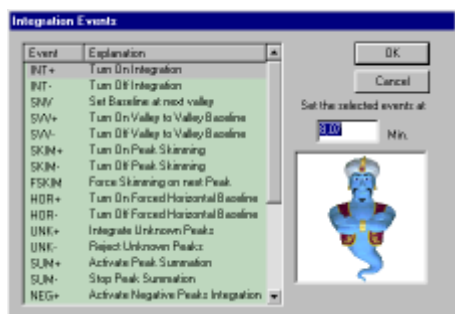 Integration Events
Event Explanation
INT+ Turn On Integration
INT- Turn Off Integration
SNV Set Baseline at next valley
SVV+ Turn On Valley to Valley Baseline
SVV- Turn Off Valley to Valley Baseline
SKIM+ Turn On Peak Skimming
SKIM- Turn Off Peak Skimming
FSKIM Force Skimming on next Peak
HOR+ Turn On Forced Horizontal Baseline
HOR- Turn Off Forced Horizontal Baseline
UNK+ Integrate Unknown Peaks
UNK- Reject Unknown Peaks
SUM+ Activate Peak Summation
SUM- Stop Peak Summation
NEG+ Activate Negative Peaks Integration
OK
Cancel
Set the selected events at
8.07 Min.